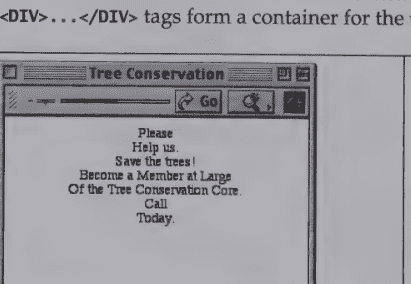 <DIV>...</DIV> tags form a container for the
Tree Conservation
Go
Please
Help us.
Save the trees!
Become a Member at Large
Of the Tree Conservation Core.
Call
Today.